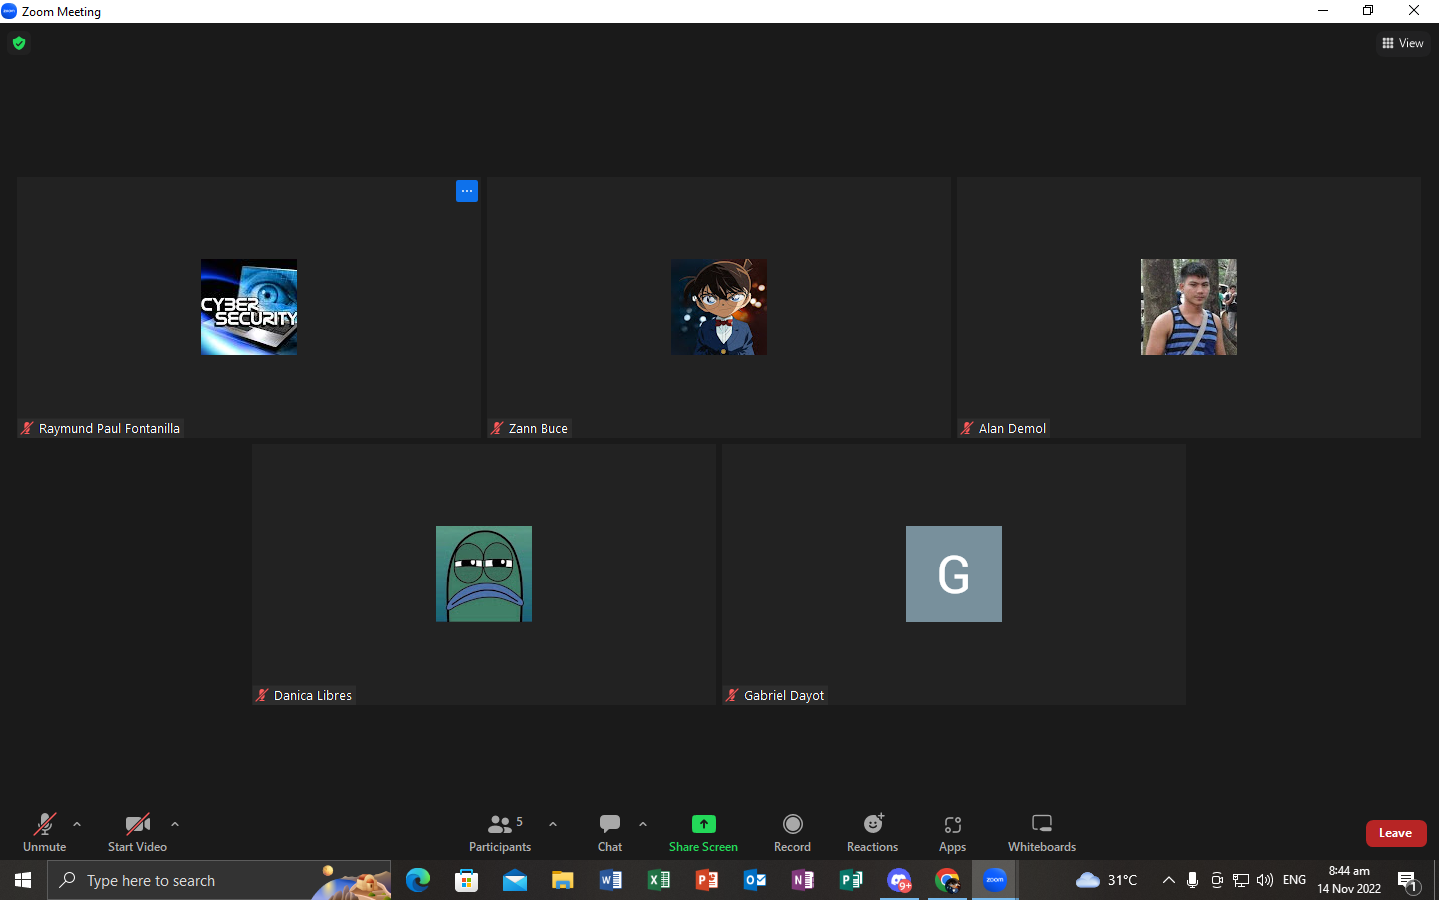 Zoom Meeting
View
CYBER
SECURITY
Raymund Paul Fontanilla
Zann Buce
Alan Demol
G
Danica Libres
Gabriel Dayot
Unmute
Start Video
5
Participants
Chat
Share Screen
Record
Reactions
Apps
Whiteboards
Leave
Type here to search
9+
zoom
31°C
ENG
8:44 am
14 Nov 2022
1